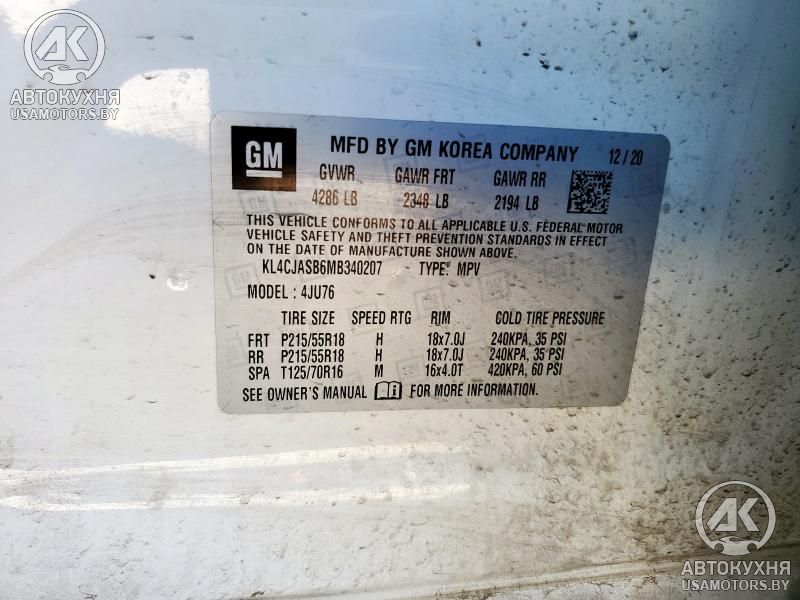 АК
АВТОКУХНЯ
USAMOTORS.BY
GM MFD BY GM KOREA COMPANY 12/20
GVWR GAWR FRT GAWR RR
4286 LB 2348 LB 2194 LB
THIS VEHICLE CONFORMS TO ALL APPLICABLE U.S. FEDERAL MOTOR
VEHICLE SAFETY AND THEFT PREVENTION STANDARDS IN EFFECT
ON THE DATE OF MANUFACTURE SHOWN ABOVE.
KL4CJASB6MB340207 TYPE: MPV
MODEL : 4JU76
TIRE SIZE SPEED RTG RIM COLD TIRE PRESSURE
FRT P215/55R18 H 18x7.0J 240KPA, 35 PSI
RR P215/55R18 H 18x7.0J 240KPA, 35 PSI
SPA T125/70R16 M 16x4.0T 420KPA, 60 PSI
SEE OWNER'S MANUAL FOR MORE INFORMATION.
АК
АВТОКУХНЯ
USAMOTORS.BY